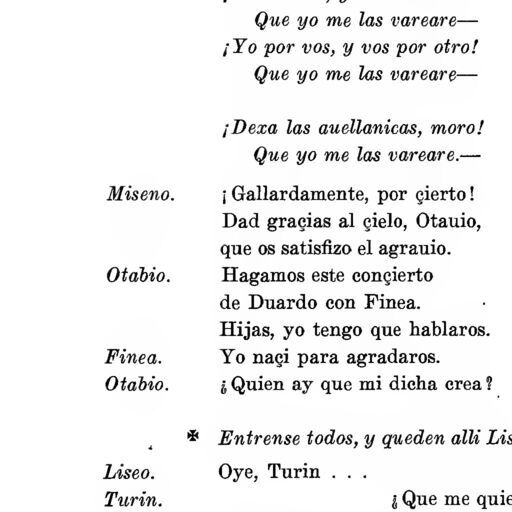 Que yo me las vareare—
¡Yo por vos, y vos por otro!
Que yo me las vareare—
¡Dexa las auellanicas, moro!
Que yo me las vareare.—
Miseno. ¡Gallardamente, por çierto!
Dad graçias al çielo, Otauio,
que os satisfizo el agrauio.
Otabio. Hagamos este conçierto
de Duardo con Finea.
Hijas, yo tengo que hablaros.
Finea. Yo naçi para agradaros.
Otabio. ¿Quien ay que mi dicha crea?
✠ Entrense todos, y queden alli Lis
Liseo. Oye, Turin . . .
Turin. ¿Que me quie